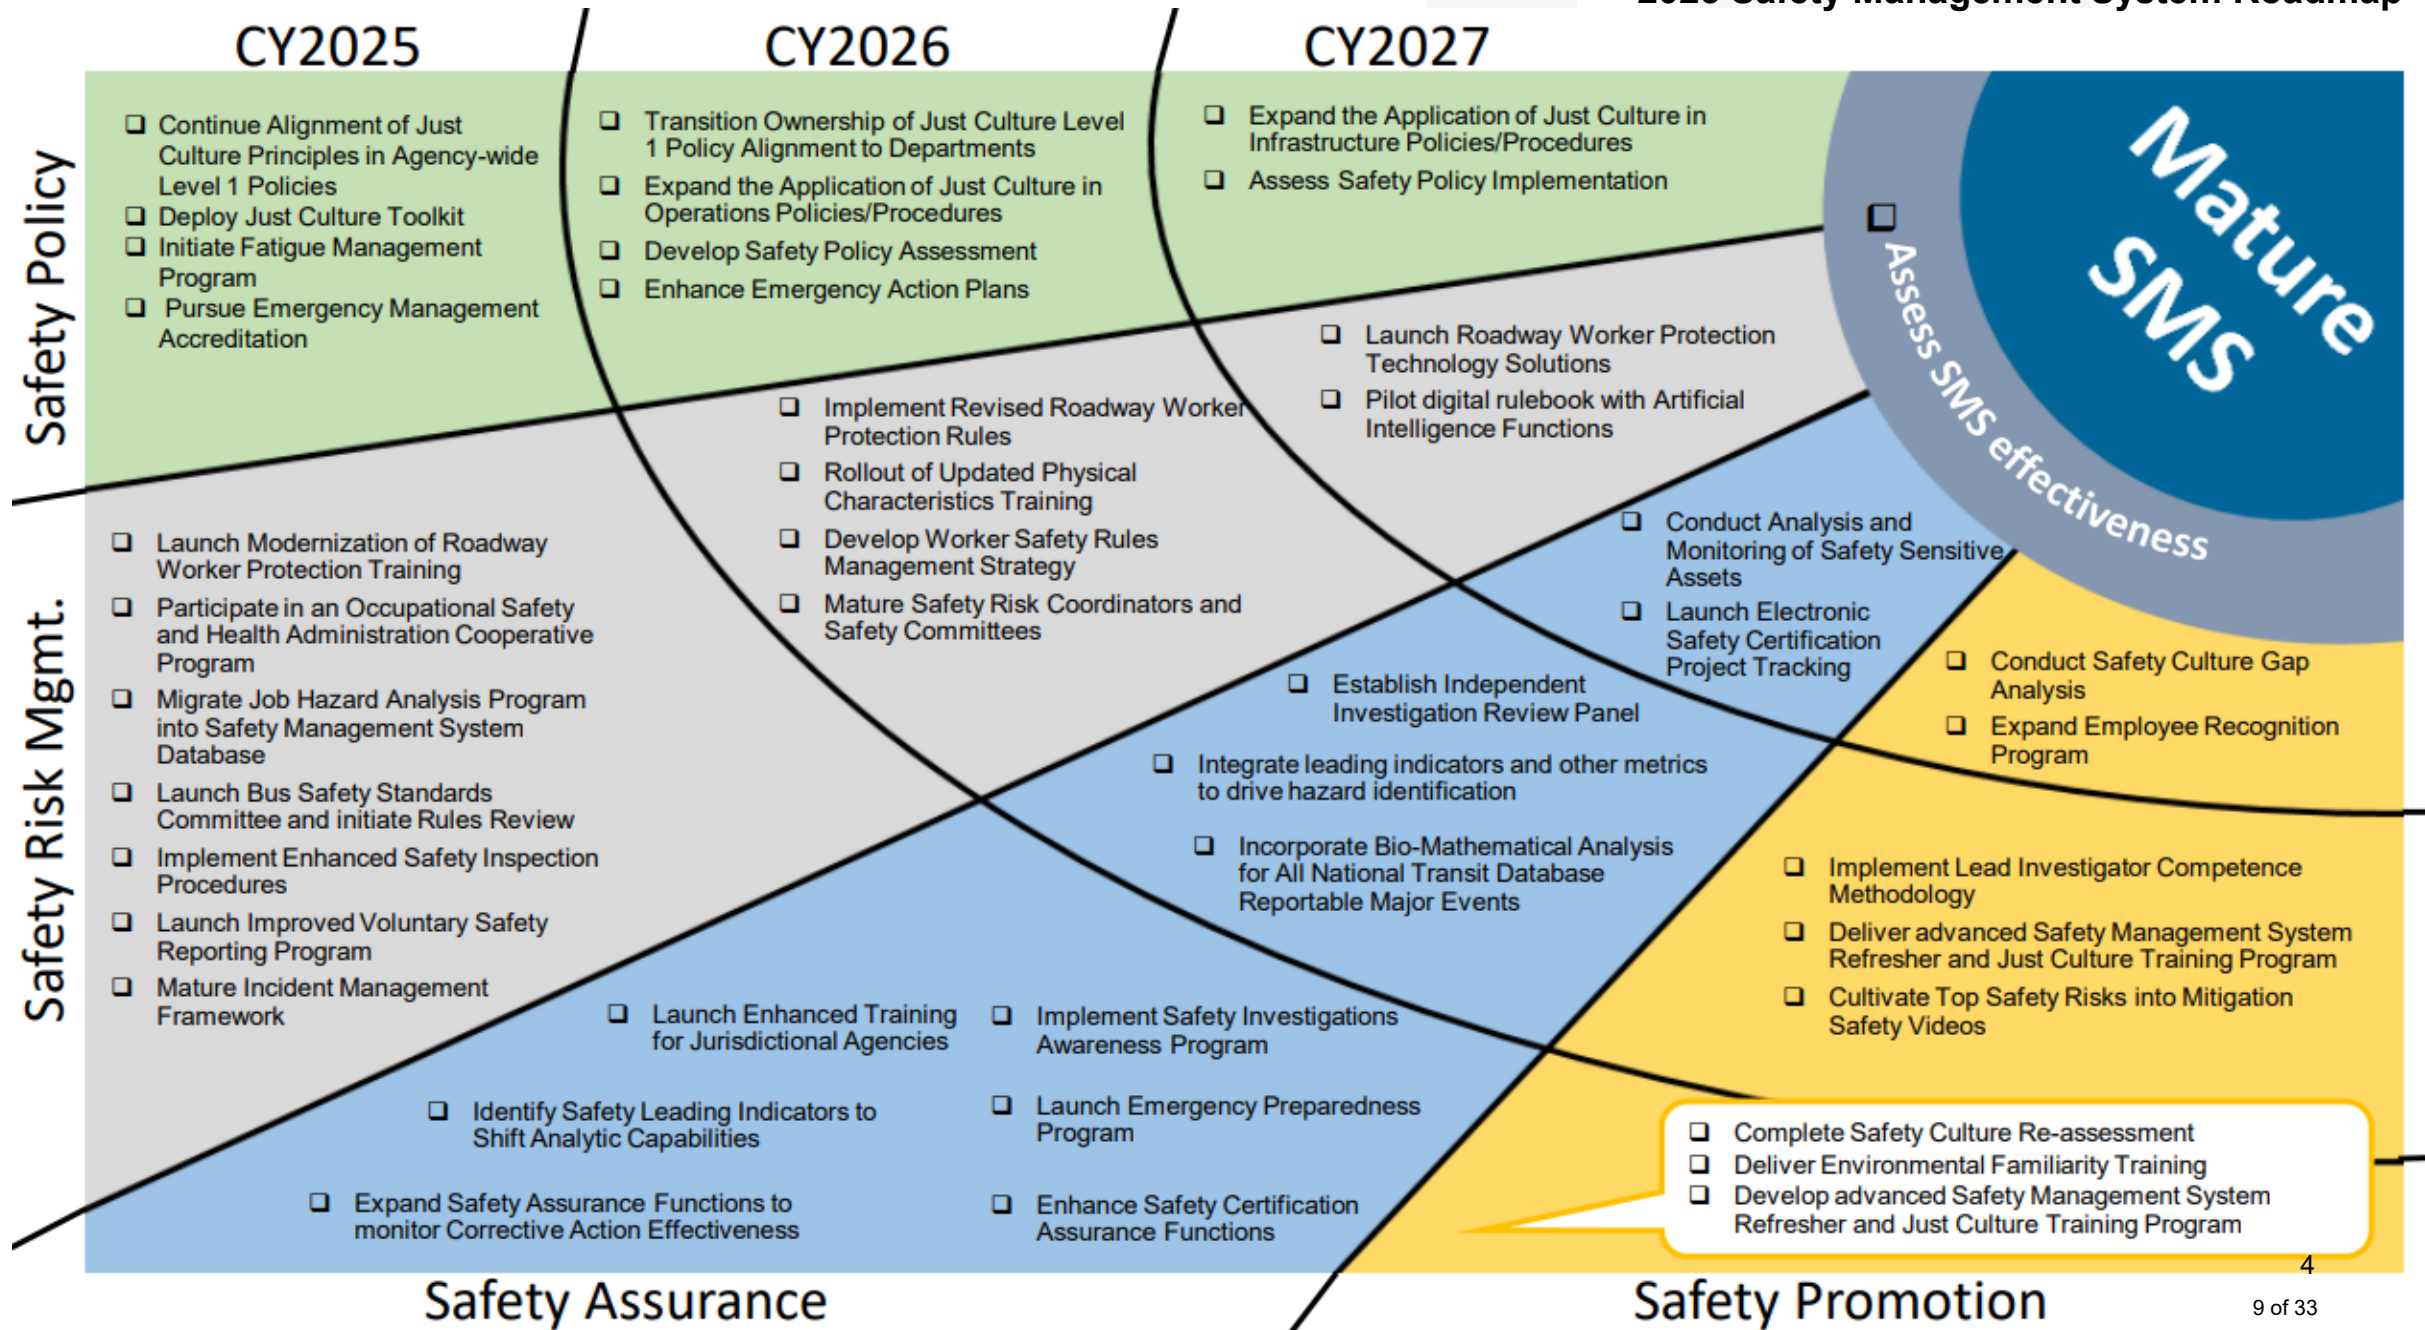 2026 Safety Management System Roadmap
CY2025
CY2026
CY2027
Safety Policy
❑ Continue Alignment of Just
Culture Principles in Agency-wide
Level 1 Policies
❑ Deploy Just Culture Toolkit
❑ Initiate Fatigue Management
Program
❑ Pursue Emergency Management
Accreditation
❑ Transition Ownership of Just Culture Level
1 Policy Alignment to Departments
❑ Expand the Application of Just Culture in
Operations Policies/Procedures
❑ Develop Safety Policy Assessment
❑ Enhance Emergency Action Plans
❑ Expand the Application of Just Culture in
Infrastructure Policies/Procedures
❑ Assess Safety Policy Implementation
❑ Assess SMS effectiveness
Mature
SMS
Safety Risk Mgmt.
❑ Launch Modernization of Roadway
Worker Protection Training
❑ Participate in an Occupational Safety
and Health Administration Cooperative
Program
❑ Migrate Job Hazard Analysis Program
into Safety Management System
Database
❑ Launch Bus Safety Standards
Committee and initiate Rules Review
❑ Implement Enhanced Safety Inspection
Procedures
❑ Launch Improved Voluntary Safety
Reporting Program
❑ Mature Incident Management
Framework
❑ Implement Revised Roadway Worker
Protection Rules
❑ Rollout of Updated Physical
Characteristics Training
❑ Develop Worker Safety Rules
Management Strategy
❑ Mature Safety Risk Coordinators and
Safety Committees
❑ Launch Roadway Worker Protection
Technology Solutions
❑ Pilot digital rulebook with Artificial
Intelligence Functions
❑ Launch Enhanced Training
for Jurisdictional Agencies
❑ Identify Safety Leading Indicators to
Shift Analytic Capabilities
❑ Expand Safety Assurance Functions to
monitor Corrective Action Effectiveness
❑ Implement Safety Investigations
Awareness Program
❑ Launch Emergency Preparedness
Program
❑ Enhance Safety Certification
Assurance Functions
❑ Establish Independent
Investigation Review Panel
❑ Integrate leading indicators and other metrics
to drive hazard identification
❑ Incorporate Bio-Mathematical Analysis
for All National Transit Database
Reportable Major Events
❑ Conduct Analysis and
Monitoring of Safety Sensitive
Assets
❑ Launch Electronic
Safety Certification
Project Tracking
❑ Conduct Safety Culture Gap
Analysis
❑ Expand Employee Recognition
Program
❑ Implement Lead Investigator Competence
Methodology
❑ Deliver advanced Safety Management System
Refresher and Just Culture Training Program
❑ Cultivate Top Safety Risks into Mitigation
Safety Videos
❑ Complete Safety Culture Re-assessment
❑ Deliver Environmental Familiarity Training
❑ Develop advanced Safety Management System
Refresher and Just Culture Training Program
Safety Assurance
Safety Promotion
4
9 of 33